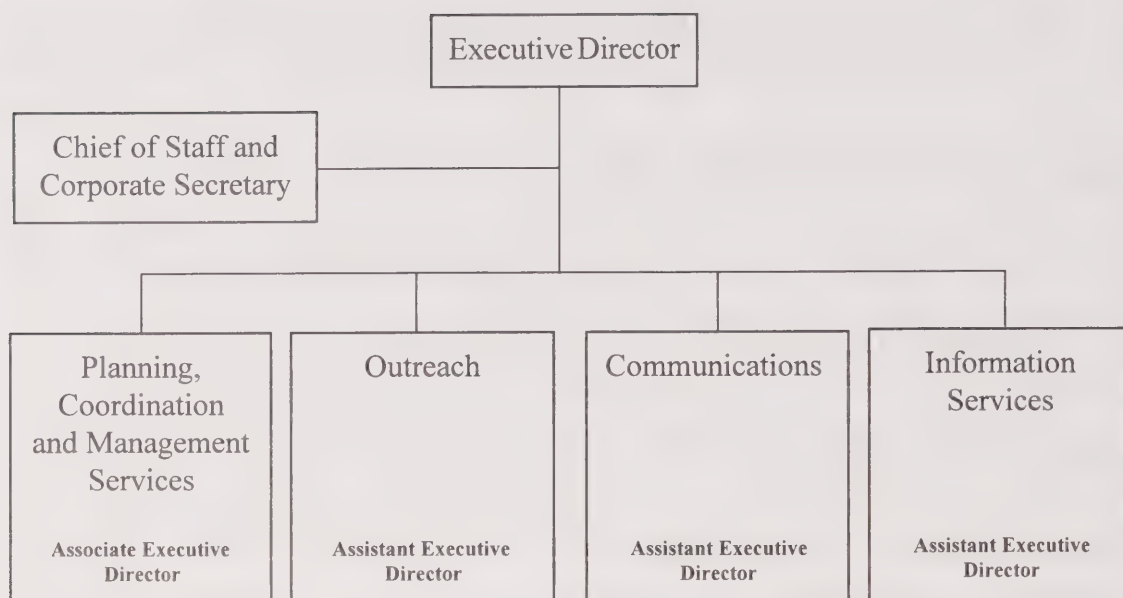 Executive Director
Chief of Staff and
Corporate Secretary
Planning,
Coordination
and Management
Services
Associate Executive
Director
Outreach
Assistant Executive
Director
Communications
Assistant Executive
Director
Information
Services
Assistant Executive
Director